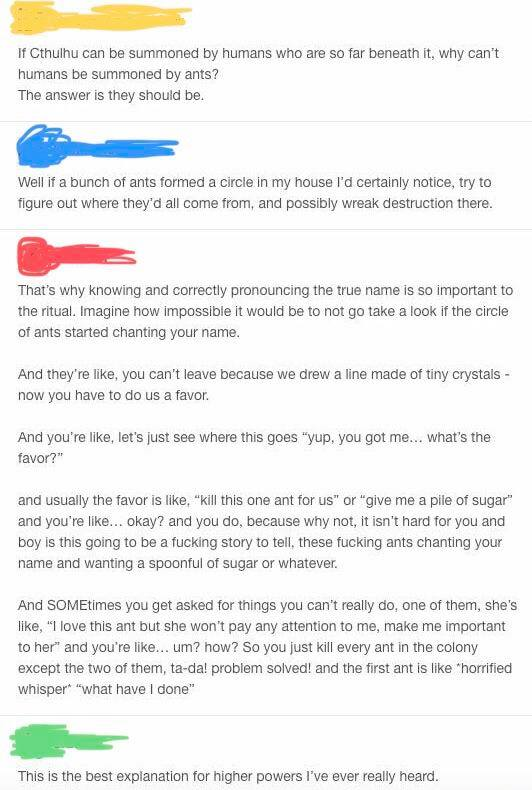 If Cthulhu can be summoned by humans who are so far beneath it, why can't
humans be summoned by ants?
The answer is they should be.
Well if a bunch of ants formed a circle in my house I'd certainly notice, try to
figure out where they'd all come from, and possibly wreak destruction there.
That's why knowing and correctly pronouncing the true name is so important to
the ritual. Imagine how impossible it would be to not go take a look if the circle
of ants started chanting your name.
And they're like, you can't leave because we drew a line made of tiny crystals -
now you have to do us a favor.
And you're like, let's just see where this goes "yup, you got me... what's the
favor?"
and usually the favor is like, "kill this one ant for us" or "give me a pile of sugar"
and you're like... okay? and you do, because why not, it isn't hard for you and
boy is this going to be a fucking story to tell, these fucking ants chanting your
name and wanting a spoonful of sugar or whatever.
And SOMEtimes you get asked for things you can't really do, one of them, she's
like, "I love this ant but she won't pay any attention to me, make me important
to her" and you're like... um? how? So you just kill every ant in the colony
except the two of them, ta-da! problem solved! and the first ant is like *horrified
whisper* "what have I done"
This is the best explanation for higher powers I've ever really heard.